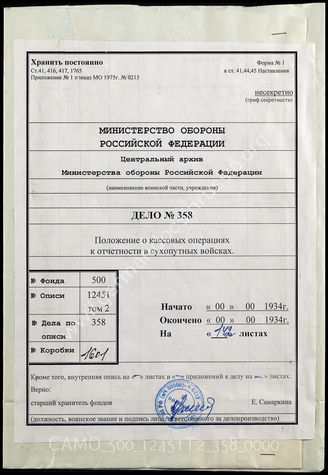 Хранить постоянно
Форма № 1
Ст.41, 416, 417, 1765
к ст. 41,44,45 Наставления
Приложение № 1 к приказ МО 1975г. № 0215
несекретно
(гриф секретности)
МИНИСТЕРСТВО ОБОРОНЫ
РОССИЙСКОЙ ФЕДЕРАЦИИ
Центральный архив
Министерства обороны Российской Федерации
(наименование воинской части, учреждения)
ДЕЛО № 358
Положение о кассовых операциях
к отчетности в сухопутных войсках.
№ Фонда 500
№ Описи 12451
том 2
№ Дела по описи 358
№ Коробки 1601
Начато « 00 » 00 1934г.
Окончено « 00 » 00 1934г.
На « » листах
Кроме того, внутренняя опись на « » листах и « » приложений к делу на « » листах.
Верно:
старший хранитель фондов Е. Самаркина
(должность, воинское звание и подпись лица, ответственного за делопроизводство)
CAMO_500_12451_2_358_0000